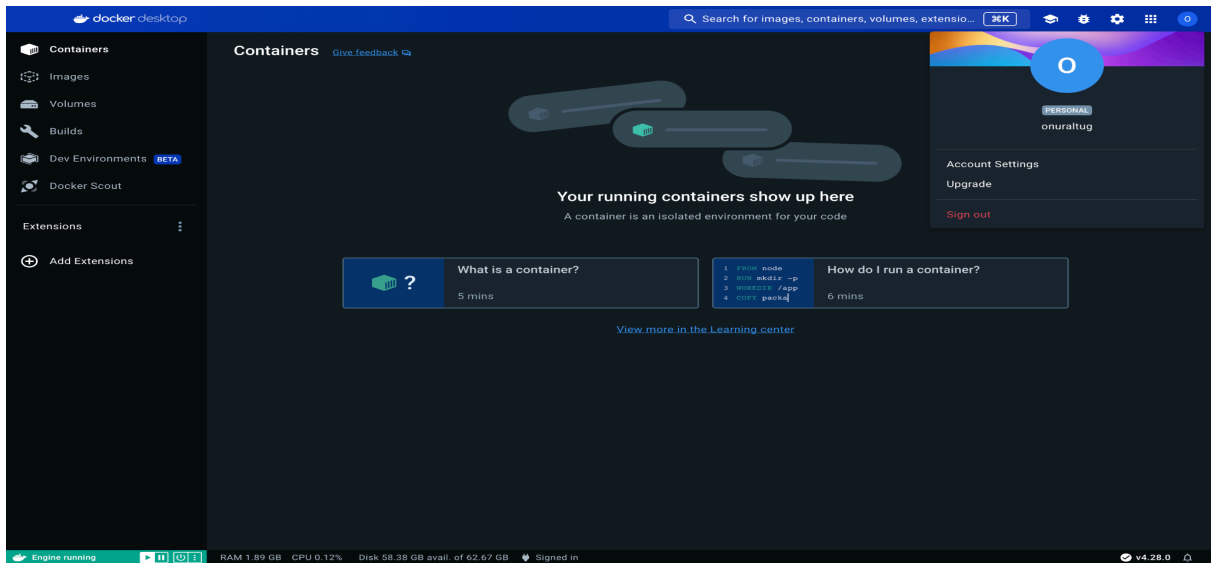 docker desktop
Search for images, containers, volumes, extensio... ⌘K
O
Containers
Images
Volumes
Builds
Dev Environments BETA
Docker Scout
Extensions
Add Extensions
Containers Give feedback
Your running containers show up here
A container is an isolated environment for your code
?
What is a container?
5 mins
1 FROM node
2 RUN mkdir -p
3 WORKDIR /app
4 COPY packa
How do I run a container?
6 mins
View more in the Learning center
O
PERSONAL
onuraltug
Account Settings
Upgrade
Sign out
Engine running
RAM 1.89 GB CPU 0.12% Disk 58.38 GB avail. of 62.67 GB Signed in
v4.28.0